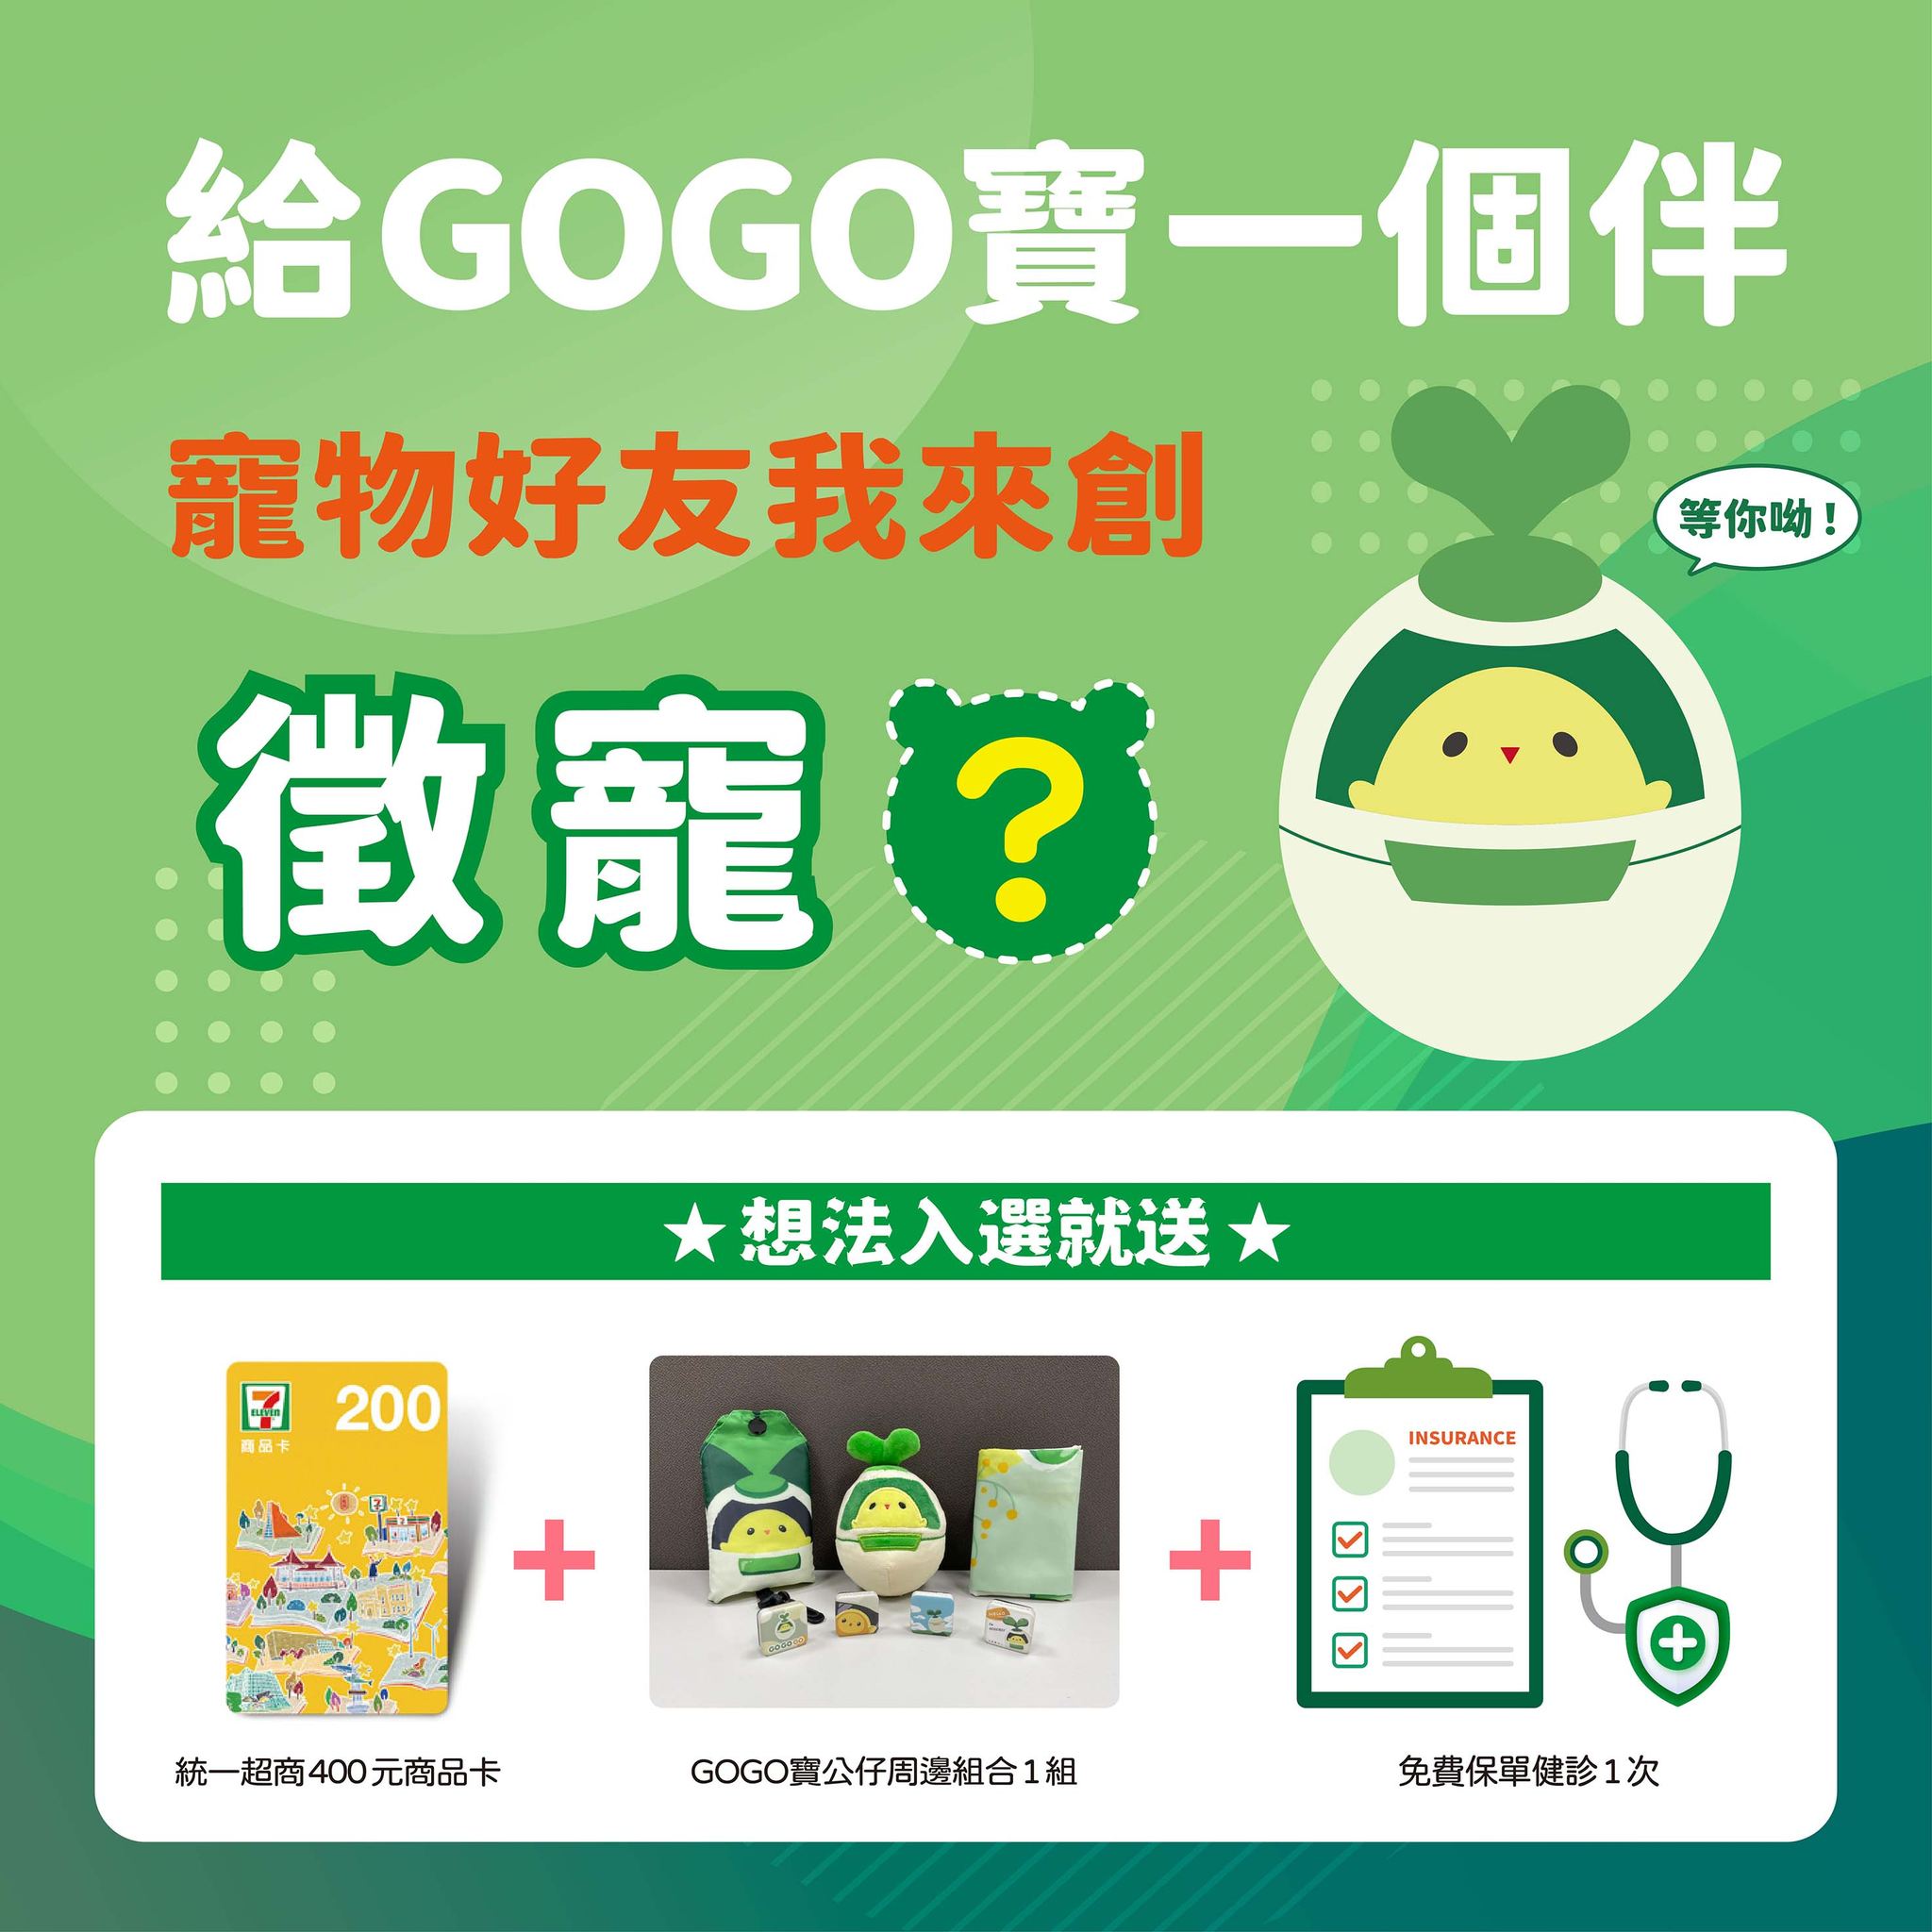 給GOGO寶一個伴
寵物好友我來創
等你呦！
徵寵
?
★想法入選就送★
7
ELEVEN
200
商品卡
INSURANCE
GOGO
統一超商400元商品卡
GOGO寶公仔周邊組合1組
免費保單健診1次